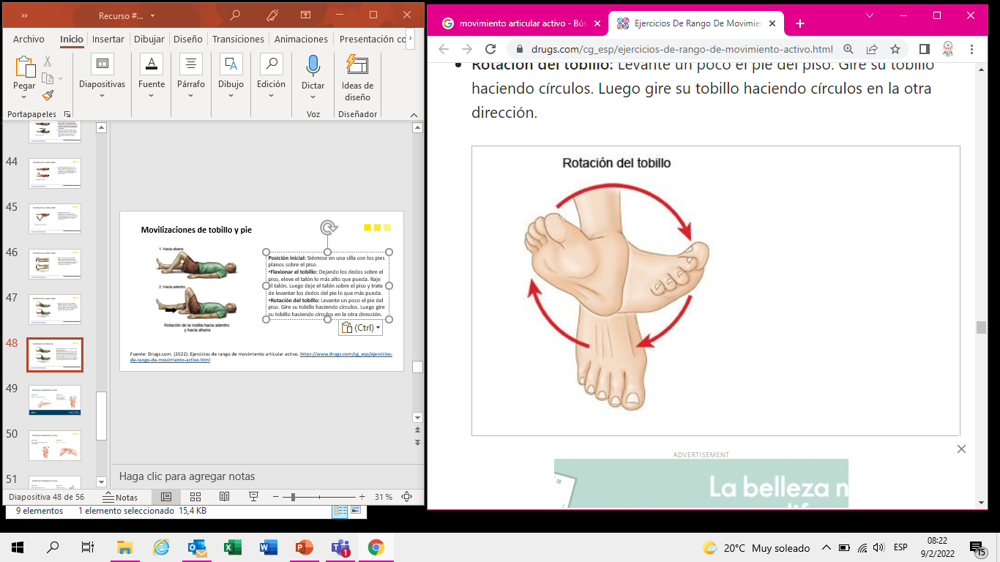 Recurso #...
Archivo
Inicio
Insertar
Dibujar
Diseño
Transiciones
Animaciones
Presentación co
Pegar
Diapositivas
Fuente
Párrafo
Dibujo
Edición
Dictar
Ideas de
diseño
Portapapeles
Voz
Diseñador
44
45
46
47
48
49
50
51
Movilizaciones de tobillo y pie
1. Hacia afuera
2. Hacia adentro
Rotación de la rodilla hacia adentro
y hacia afuera
Posición inicial: Siéntese en una silla con los pies
planos sobre el piso.
•Flexionar el tobillo: Dejando los dedos sobre el
piso, eleve el talón lo más alto que pueda. Baje
el talón. Luego deje el talón sobre el piso y trate
de levantar los dedos del pie lo que más pueda.
•Rotación del tobillo: Levante un poco el pie del
piso. Gire su tobillo haciendo círculos. Luego gire
su tobillo haciendo círculos en la otra dirección.
(Ctrl)
Fuente: Drugs.com. (2022). Ejercicios de rango de movimiento articular activo. https://www.drugs.com/cg_esp/ejercicios-
de-rango-de-movimiento-activo.html
Haga clic para agregar notas
Diapositiva 48 de 56
Notas
31 %
9 elementos
1 elemento seleccionado 15,4 KB
movimiento articular activo - Bús
Ejercicios De Rango De Movimier
drugs.com/cg_esp/ejercicios-de-rango-de-movimiento-activo.html
• Rotación del tobillo: Levante un poco el pie del piso. Gire su tobillo
haciendo círculos. Luego gire su tobillo haciendo círculos en la otra
dirección.
Rotación del tobillo
ADVERTISEMENT
La belleza n
20°C Muy soleado
ESP
08:22
9/2/2022
1
15